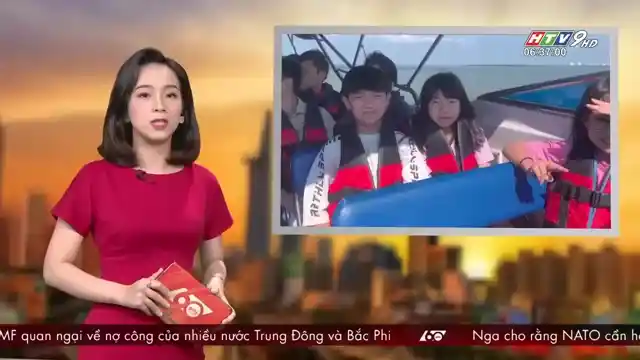 HTV9 HD
06:37:00
MF quan ngại về nợ công của nhiều nước Trung Đông và Bắc Phi
60
Nga cho rằng NATO cần h